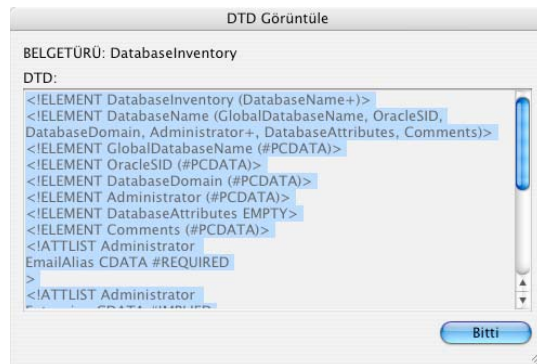 DTD Görüntüle
BELGETÜRÜ: DatabaseInventory
DTD:
<!ELEMENT DatabaseInventory (DatabaseName+)>
<!ELEMENT DatabaseName (GlobalDatabaseName, OracleSID,
DatabaseDomain, Administrator+, DatabaseAttributes, Comments)>
<!ELEMENT GlobalDatabaseName (#PCDATA)>
<!ELEMENT OracleSID (#PCDATA)>
<!ELEMENT DatabaseDomain (#PCDATA)>
<!ELEMENT Administrator (#PCDATA)>
<!ELEMENT DatabaseAttributes EMPTY>
<!ELEMENT Comments (#PCDATA)>
<!ATTLIST Administrator
EmailAlias CDATA #REQUIRED
>
<!ATTLIST Administrator
Bitti